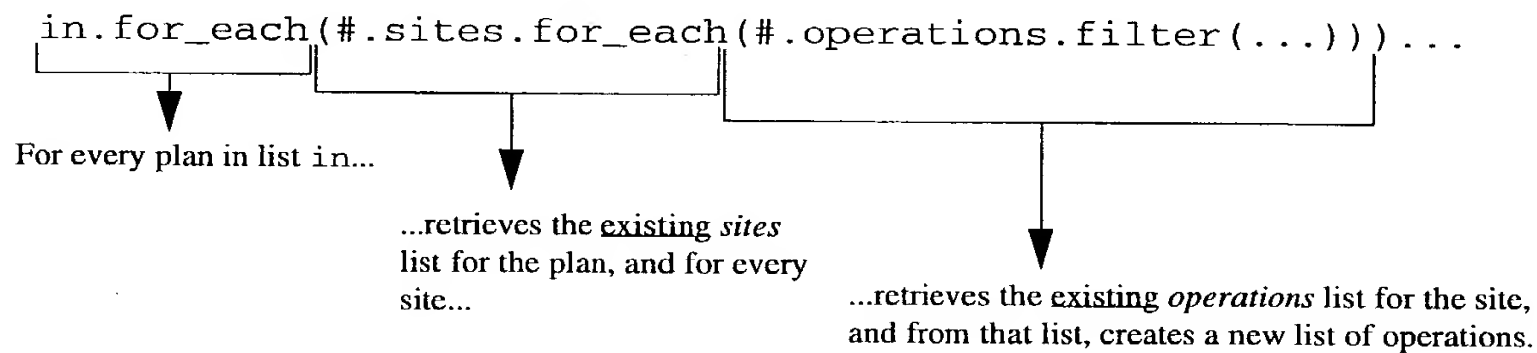 in.for_each(#.sites.for_each(#.operations.filter(...)))...
For every plan in list in...
...retrieves the existing sites
list for the plan, and for every
site...
...retrieves the existing operations list for the site,
and from that list, creates a new list of operations.